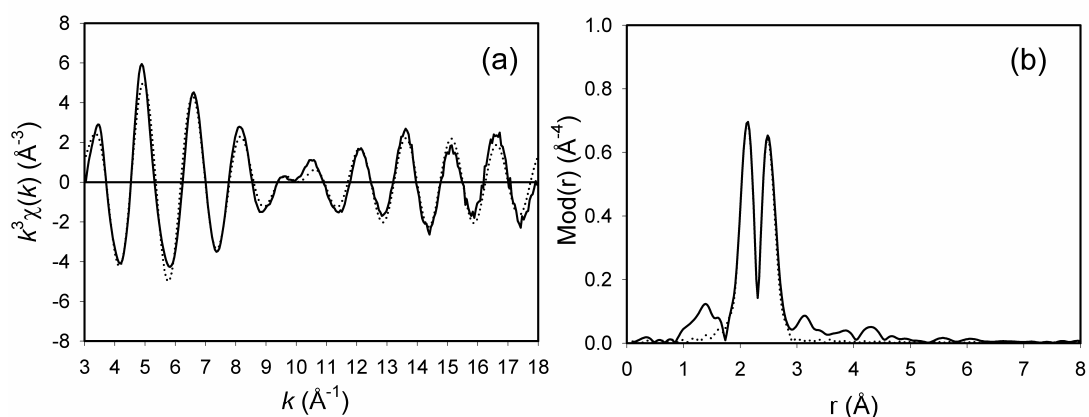 (a)
k³χ(k) (Å⁻³)
8
6
4
2
0
-2
-4
-6
-8
3 4 5 6 7 8 9 10 11 12 13 14 15 16 17 18
k (Å⁻¹)
(b)
Mod(r) (Å⁻⁴)
1.0
0.8
0.6
0.4
0.2
0.0
0 1 2 3 4 5 6 7 8
r (Å)